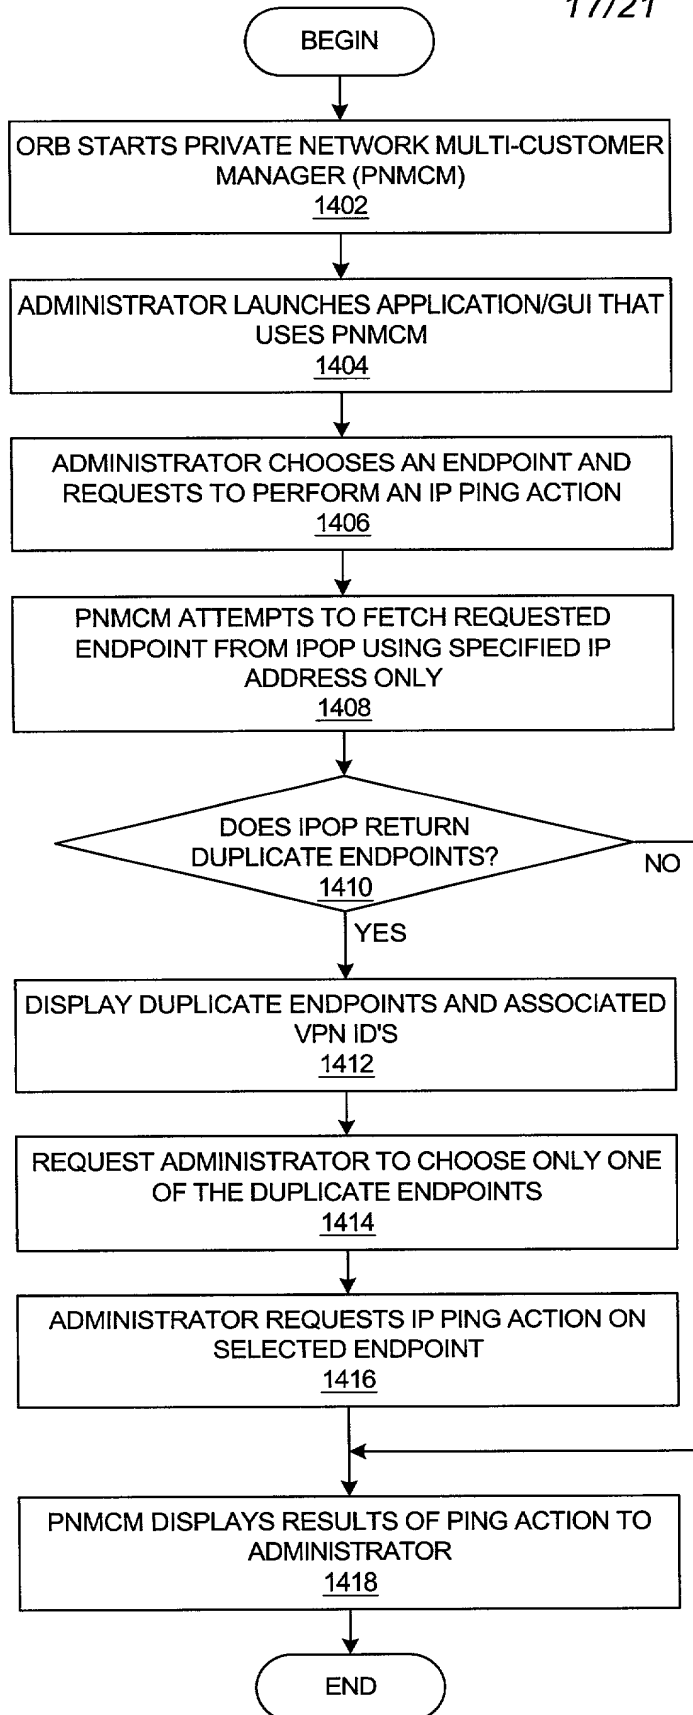 17/21
BEGIN
ORB STARTS PRIVATE NETWORK MULTI-CUSTOMER
MANAGER (PNMCM)
1402
ADMINISTRATOR LAUNCHES APPLICATION/GUI THAT
USES PNMCM
1404
ADMINISTRATOR CHOOSES AN ENDPOINT AND
REQUESTS TO PERFORM AN IP PING ACTION
1406
PNMCM ATTEMPTS TO FETCH REQUESTED
ENDPOINT FROM IPOP USING SPECIFIED IP
ADDRESS ONLY
1408
DOES IPOP RETURN
DUPLICATE ENDPOINTS?
1410
NO
YES
DISPLAY DUPLICATE ENDPOINTS AND ASSOCIATED
VPN ID'S
1412
REQUEST ADMINISTRATOR TO CHOOSE ONLY ONE
OF THE DUPLICATE ENDPOINTS
1414
ADMINISTRATOR REQUESTS IP PING ACTION ON
SELECTED ENDPOINT
1416
PNMCM DISPLAYS RESULTS OF PING ACTION TO
ADMINISTRATOR
1418
END